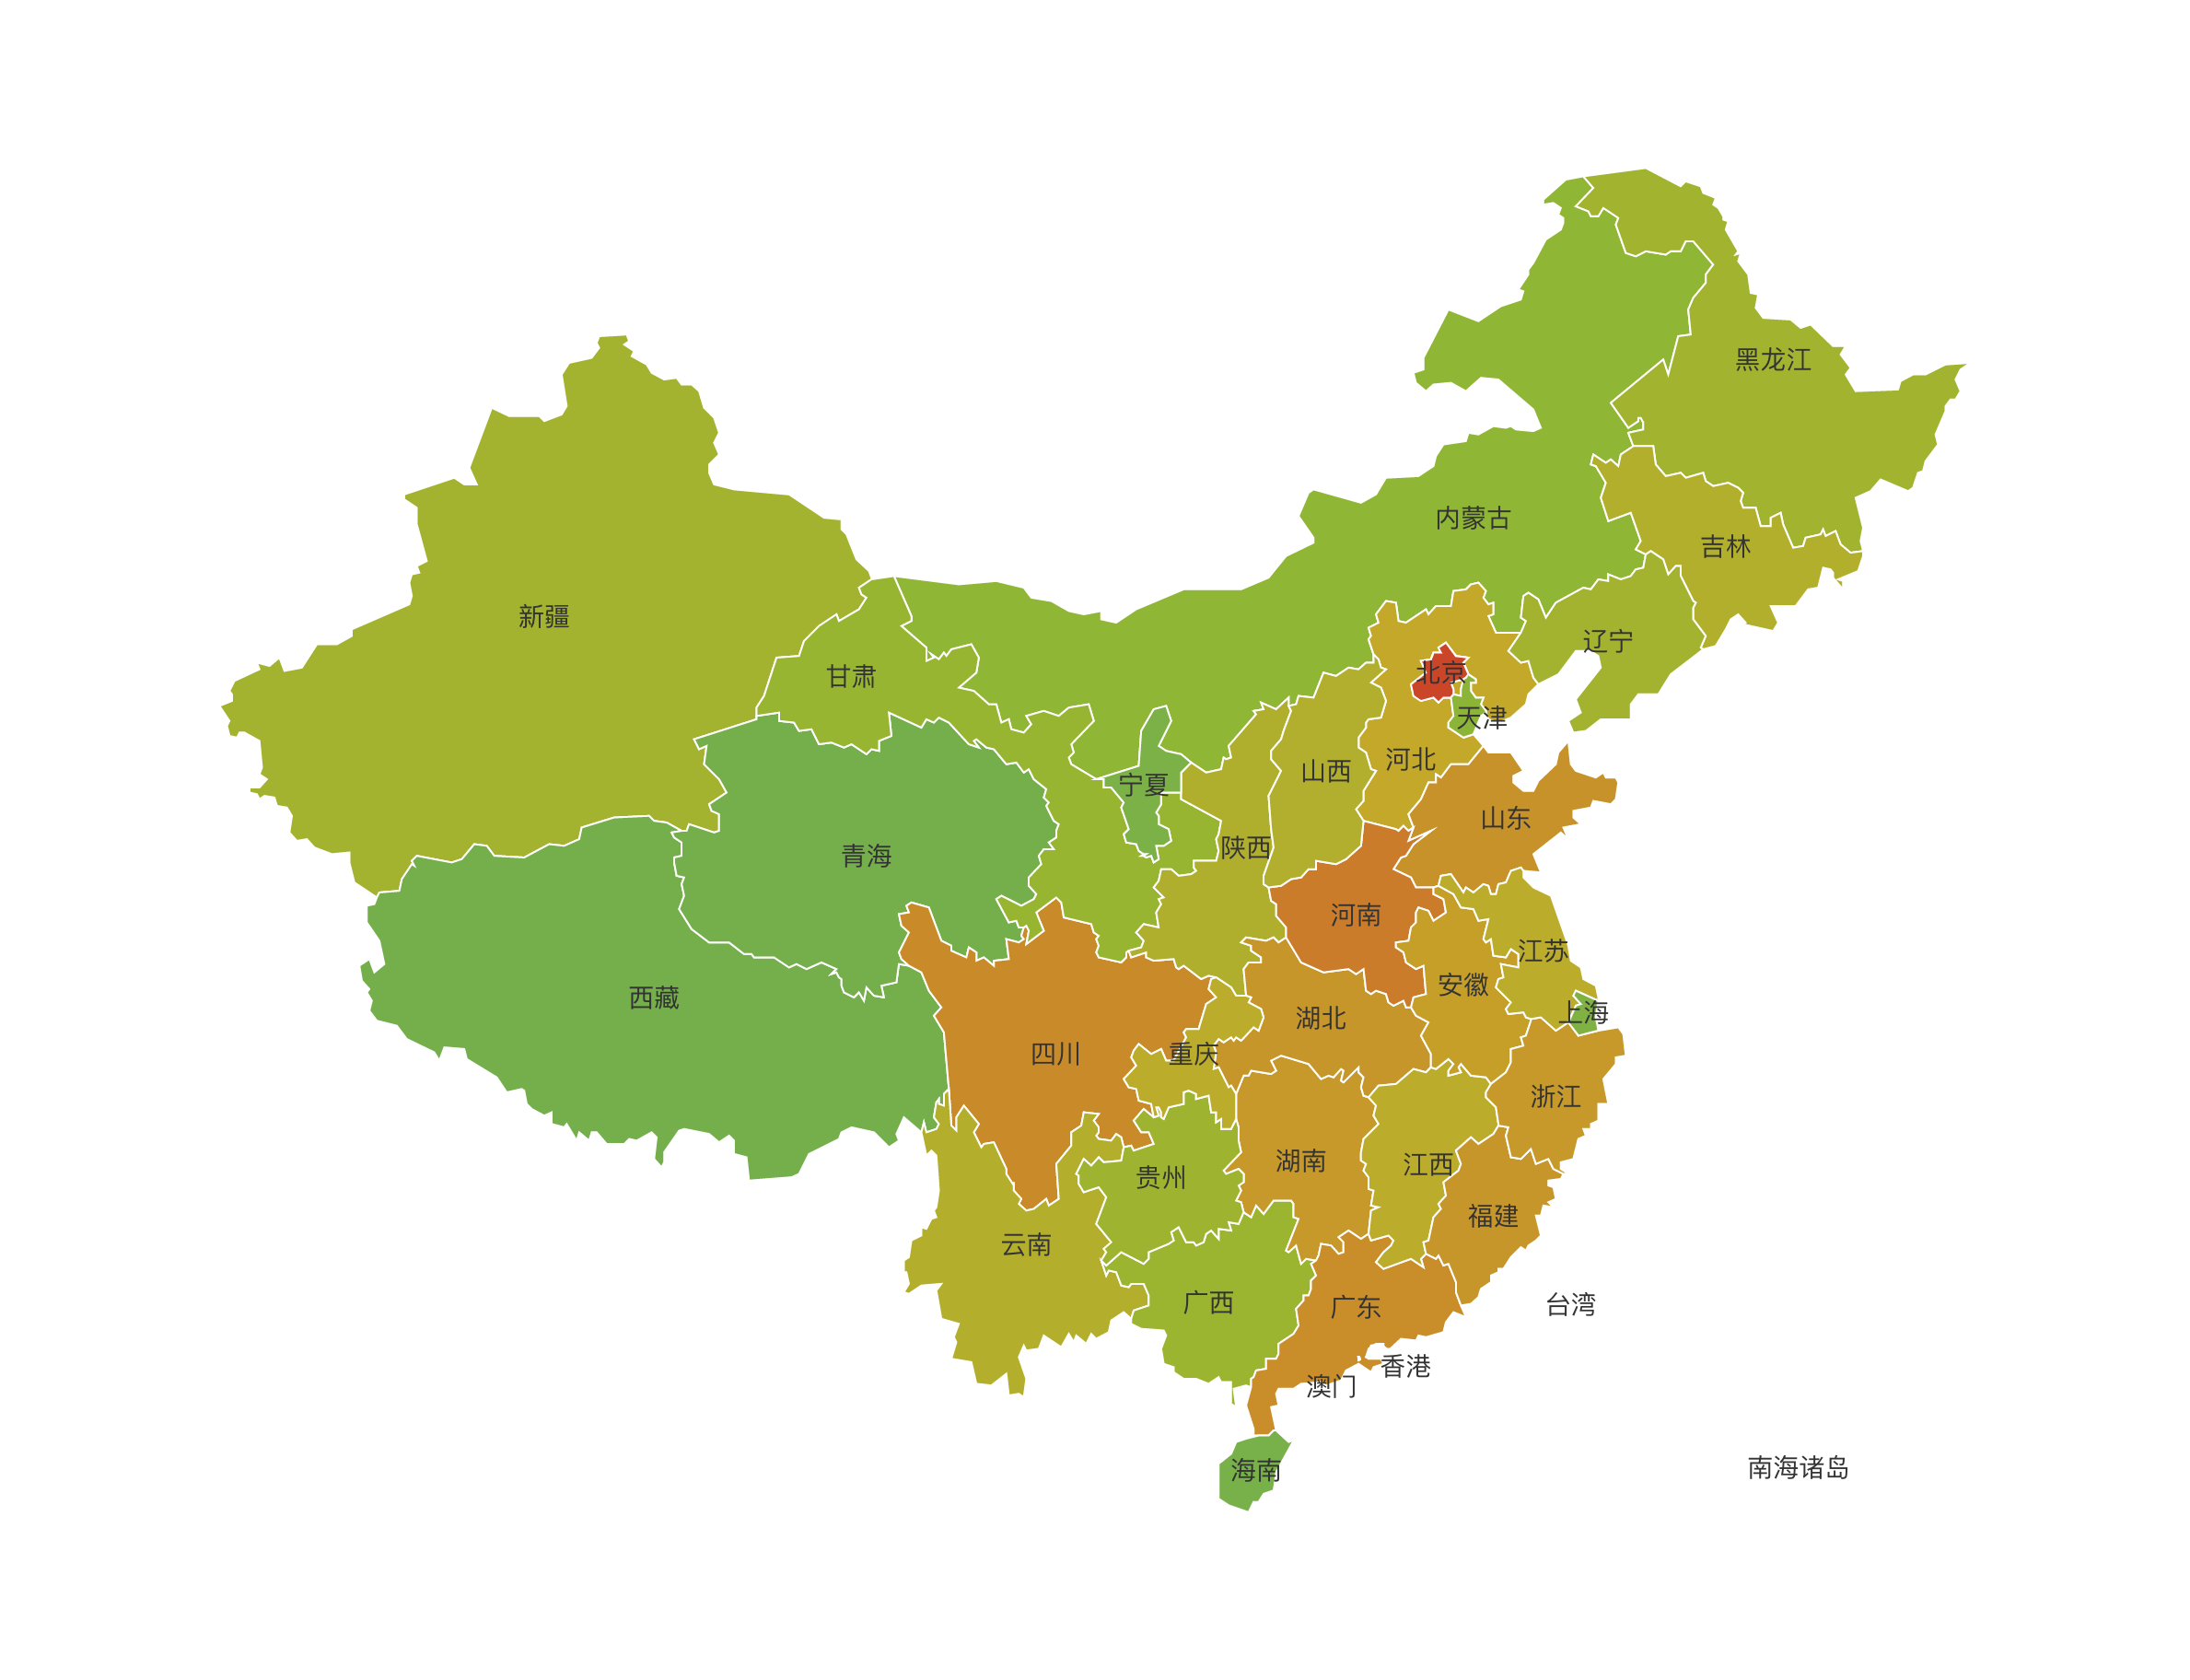 黑龙江
内蒙古
吉林
新疆
辽宁
北京
甘肃
天津
河北
山西
宁夏
山东
陕西
青海
河南
江苏
安徽
西藏
上海
湖北
四川
重庆
浙江
湖南
江西
贵州
福建
云南
广西
台湾
广东
香港
澳门
南海诸岛
海南